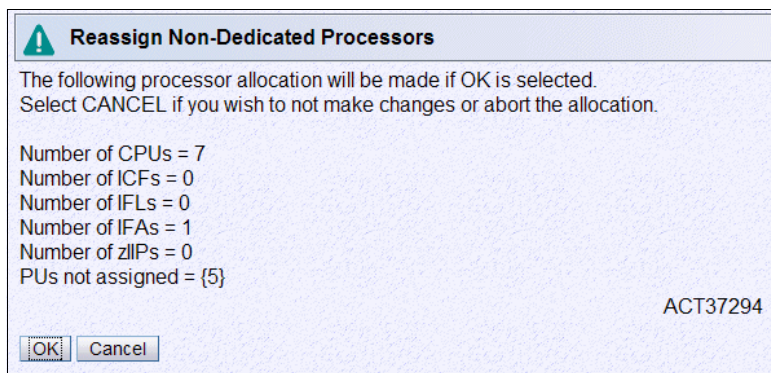 Reassign Non-Dedicated Processors
The following processor allocation will be made if OK is selected.
Select CANCEL if you wish to not make changes or abort the allocation.
Number of CPUs = 7
Number of ICFs = 0
Number of IFLs = 0
Number of IFAs = 1
Number of zIIPs = 0
PUs not assigned = {5}
ACT37294
OK Cancel